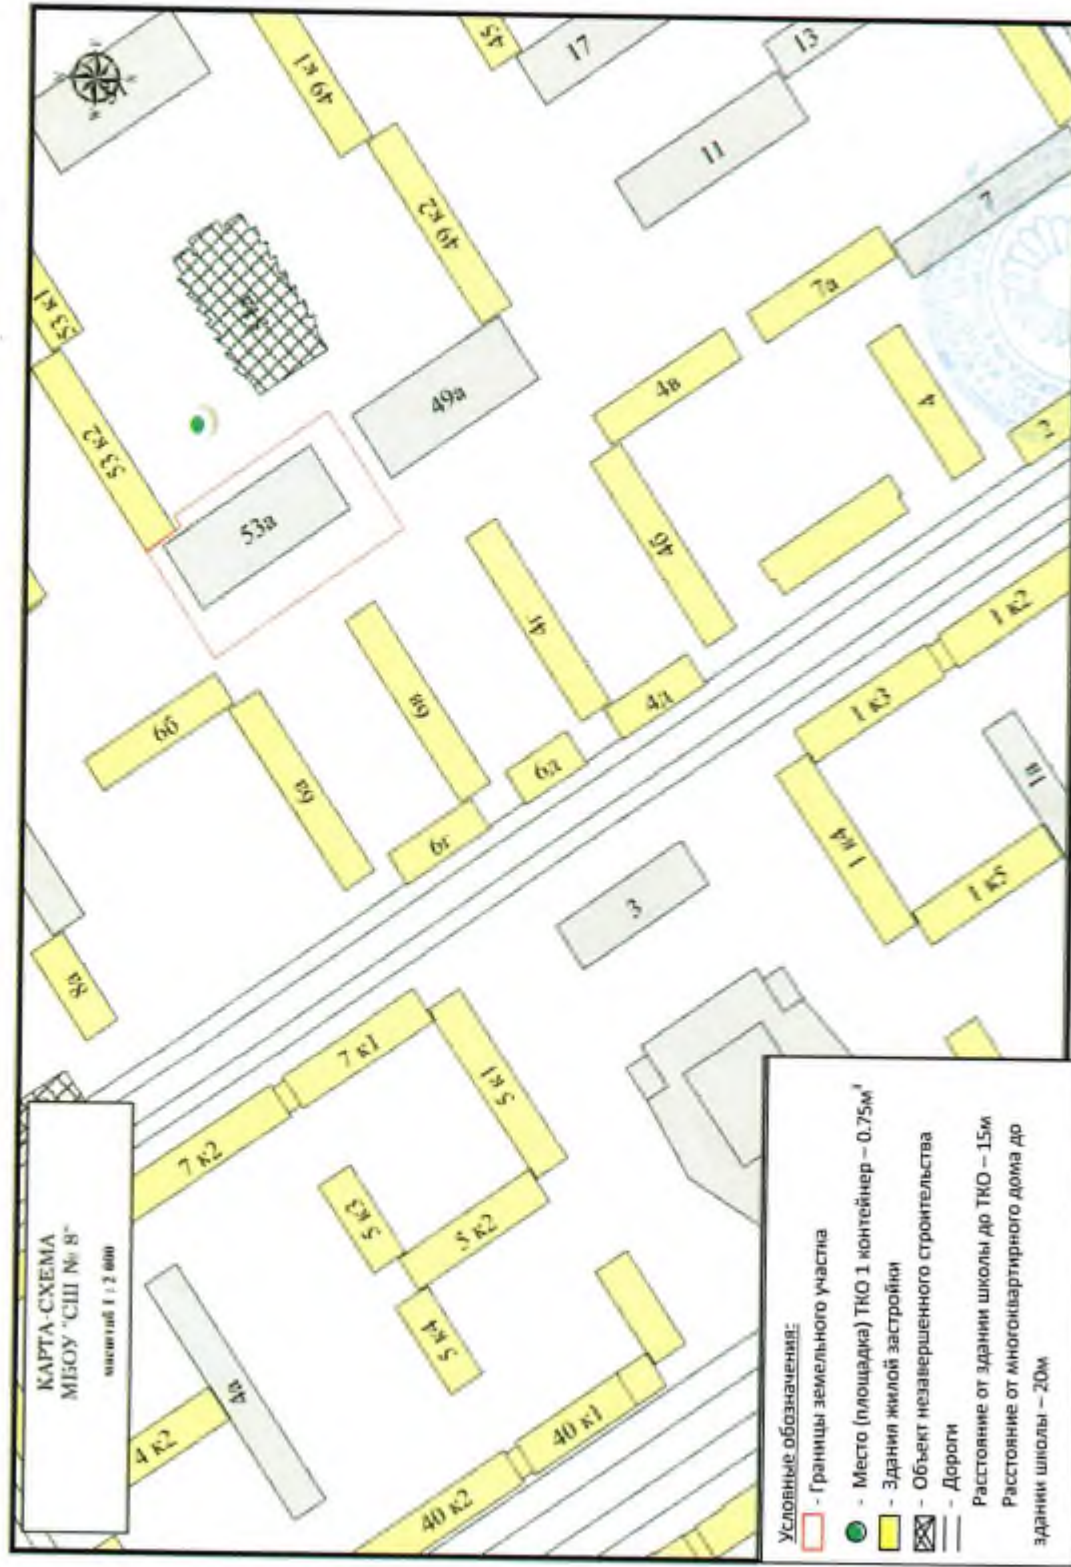 КАРТА-СХЕМА
МБОУ "СШ № 8"
масштаб 1 : 2 000
53 к1
49 к1
45
17
13
53 к2
49 к2
11
7
53а
49а
7а
4в
4
4б
4г
4д
6б
6а
6в
6г
6д
8а
3
1 к2
1 к3
1 к4
1 к5
1а
7 к2
7 к1
5 к1
5 к3
5 к2
5 к4
4а
4 к2
40 к1
40 к2
Условные обозначения:
- Границы земельного участка
- Место (площадка) ТКО 1 контейнер – 0.75м³
- Здания жилой застройки
- Объект незавершенного строительства
- Дороги
Расстояние от здании школы до ТКО – 15м
Расстояние от многоквартирного дома до
здании школы – 20м